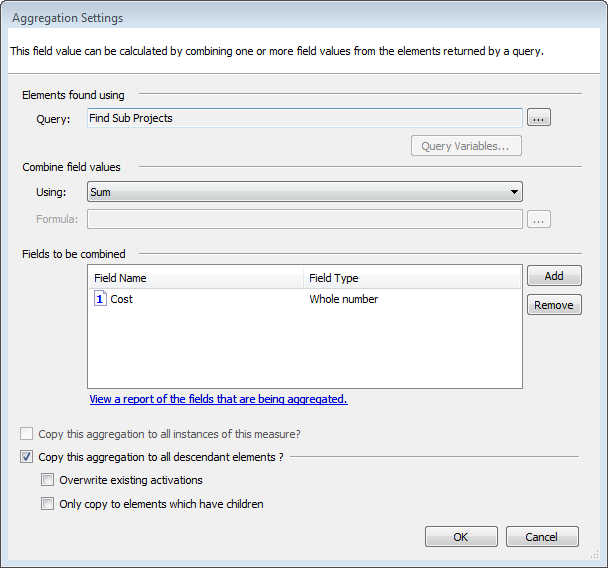 Aggregation Settings
This field value can be calculated by combining one or more field values from the elements returned by a query.
Elements found using
Query: Find Sub Projects ...
Query Variables...
Combine field values
Using: Sum
Formula: ...
Fields to be combined
Field Name Field Type Add
1 Cost Whole number Remove
View a report of the fields that are being aggregated.
Copy this aggregation to all instances of this measure?
Copy this aggregation to all descendant elements ?
Overwrite existing activations
Only copy to elements which have children
OK Cancel